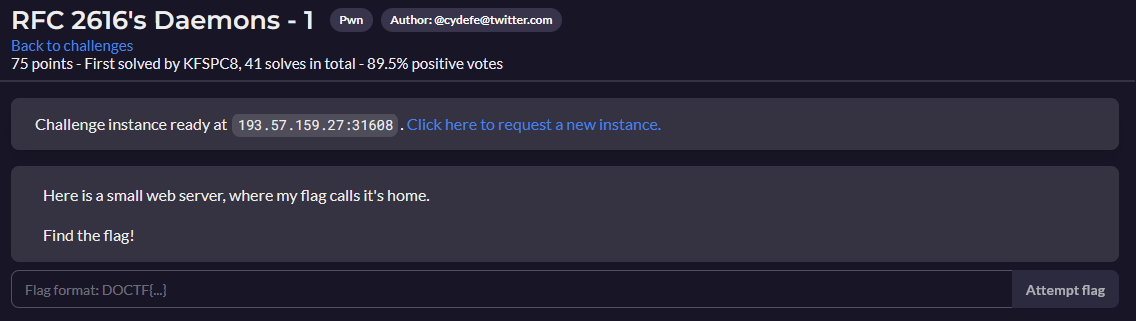 RFC 2616's Daemons - 1 Pwn Author: @cydefe@twitter.com
Back to challenges
75 points - First solved by KFSPC8, 41 solves in total - 89.5% positive votes
Challenge instance ready at 193.57.159.27:31608. Click here to request a new instance.
Here is a small web server, where my flag calls it's home.
Find the flag!
Flag format: DOCTF{...} Attempt flag